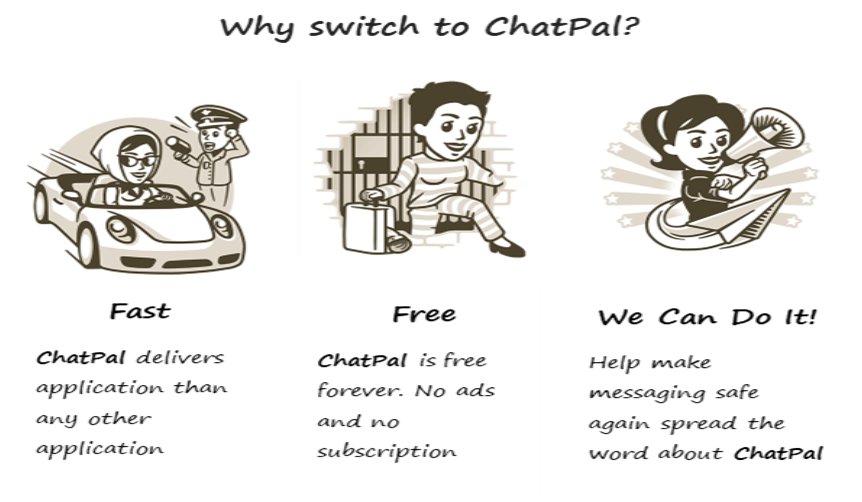 Why switch to ChatPal?
Fast
ChatPal delivers
application than
any other
application
Free
ChatPal is free
forever. No ads
and no
subscription
We Can Do It!
Help make
messaging safe
again spread the
word about ChatPal